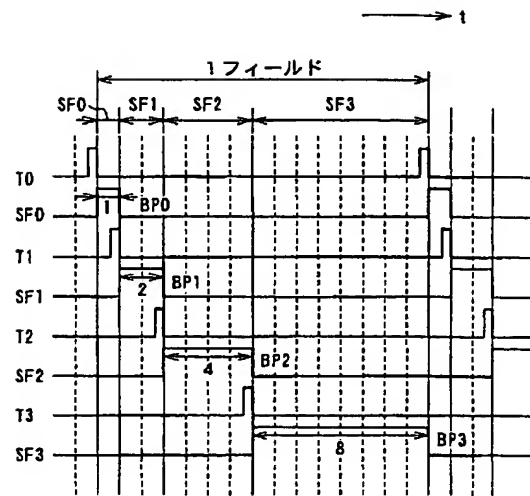 t
1フィールド
SF0 SF1 SF2 SF3
T0
SF0 1 BP0
T1
SF1 2 BP1
T2
SF2 4 BP2
T3
SF3 8 BP3